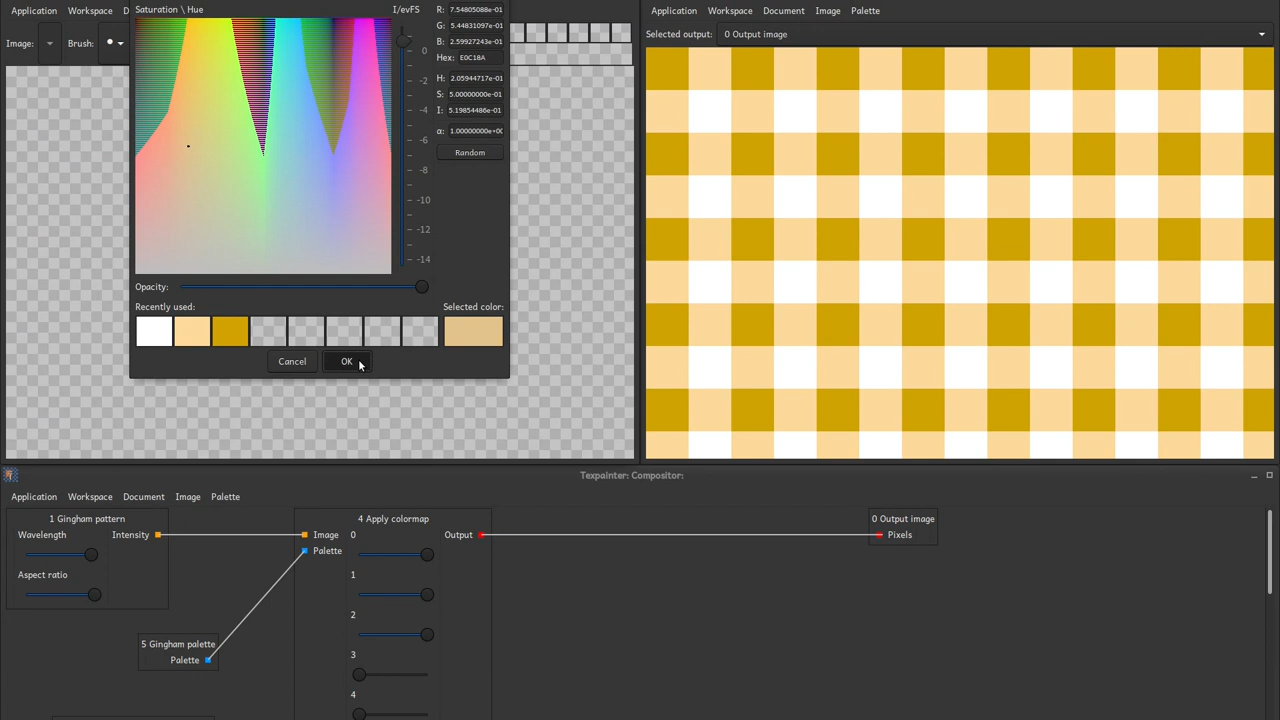 Saturation \ Hue
I/evFS
R: 7.54805088e-01
G: 5.44831097e-01
B: 2.59927243e-01
Hex: E0C18A
H: 2.05944717e-01
S: 5.00000000e-01
I: 5.19854486e-01
α: 1.00000000e+0
Random
0
-2
-4
-6
-8
-10
-12
-14
Opacity:
Recently used:
Selected color:
Cancel
OK
Application Workspace D
Image: Brush:
Application Workspace Document Image Palette
Selected output: 0 Output image
Texpainter: Compositor:
Application Workspace Document Image Palette
1 Gingham pattern
Wavelength Intensity
Aspect ratio
5 Gingham palette
Palette
4 Apply colormap
Image 0 Output
Palette
1
2
3
4
0 Output image
Pixels